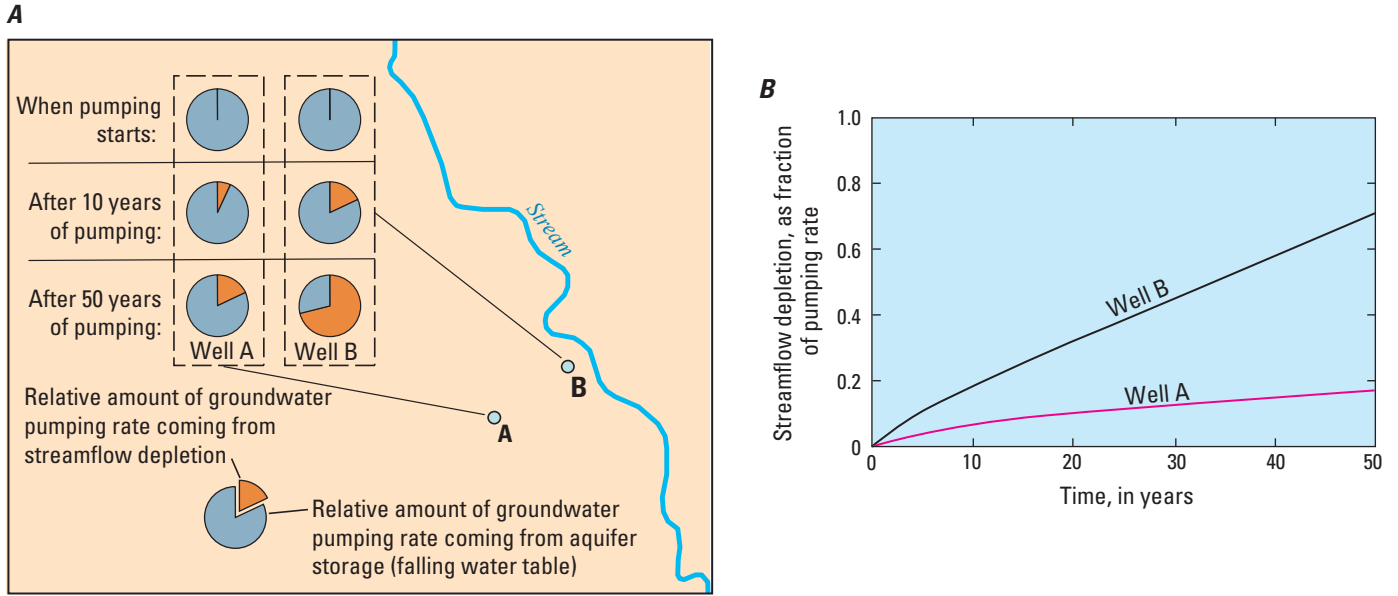 A
When pumping
starts:
After 10 years
of pumping:
After 50 years
of pumping:
Well A
Well B
Relative amount of groundwater
pumping rate coming from
streamflow depletion
Relative amount of groundwater
pumping rate coming from aquifer
storage (falling water table)
Stream
B
A
B
Streamflow depletion, as fraction
of pumping rate
1.0
0.8
0.6
0.4
0.2
0
Well B
Well A
0 10 20 30 40 50
Time, in years